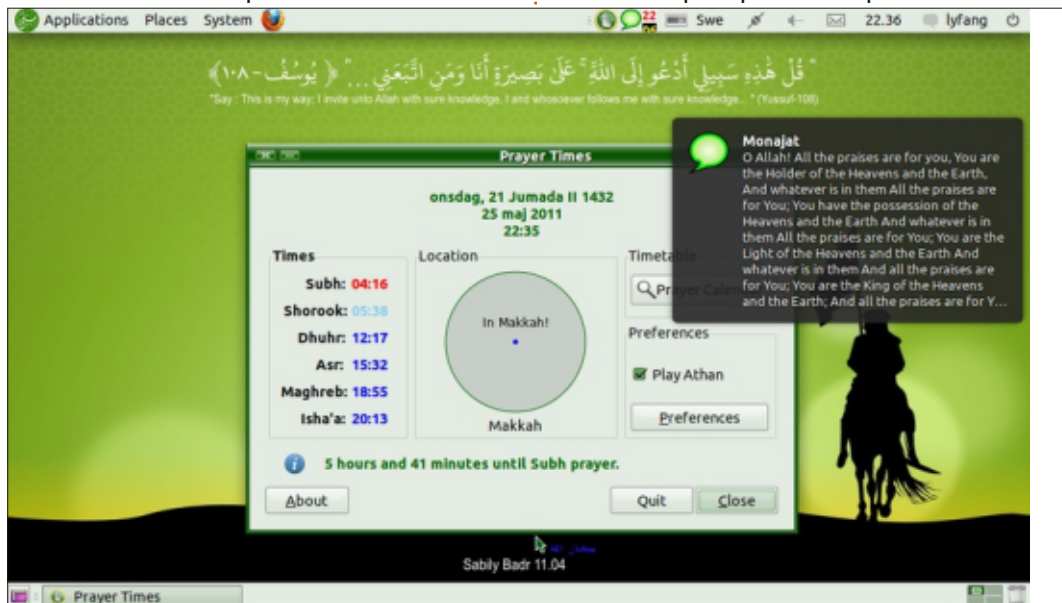 Applications Places System
22
Swe
22.36
lyfang
" قُلْ هَٰذِهِ سَبِيلِي أَدْعُو إِلَى اللَّهِ ۚ عَلَىٰ بَصِيرَةٍ أَنَا وَمَنِ اتَّبَعَنِي ..." ﴿ يُوسُفْ - ١٠٨﴾
"Say : This is my way; I invite unto Allah with sure knowledge, I and whosoever follows me with sure knowledge... " (Yussuf-108)
Prayer Times
onsdag, 21 Jumada II 1432
25 maj 2011
22:35
Times
Subh: 04:16
Shorook: 05:38
Dhuhr: 12:17
Asr: 15:32
Maghreb: 18:55
Isha'a: 20:13
Location
In Makkah!
Makkah
Timetable
Prayer Calen
Preferences
Play Athan
Preferences
5 hours and 41 minutes until Subh prayer.
About
Quit
Close
Monajat
O Allah! All the praises are for you, You are
the Holder of the Heavens and the Earth,
And whatever is in them All the praises are
for You; You have the possession of the
Heavens and the Earth And whatever is in
them All the praises are for You; You are the
Light of the Heavens and the Earth And
whatever is in them And all the praises are
for You; You are the King of the Heavens
and the Earth; And all the praises are for Y...
Sabily Badr 11.04
Prayer Times